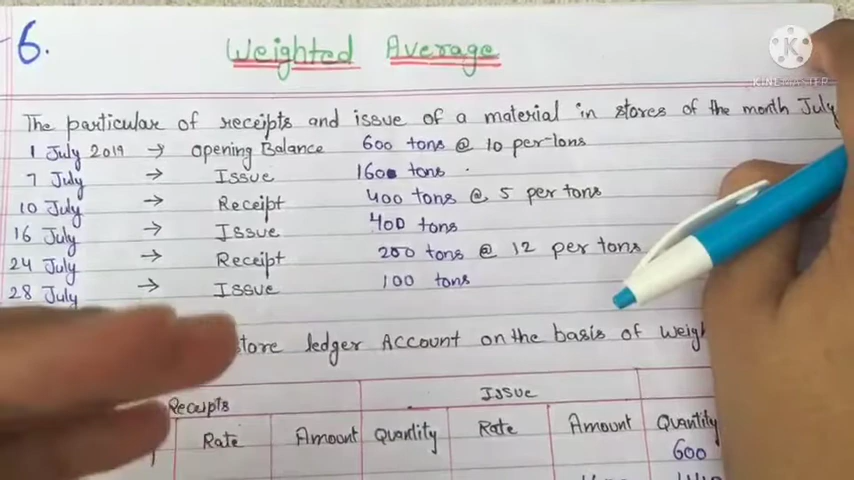 6.
Weighted Average
K
KINEMASTER
The particular of receipts and issue of a material in stores of the month July
1 July 2019 → Opening Balance 600 tons @ 10 per tons
7 July → Issue 160 tons
10 July → Receipt 400 tons @ 5 per tons
16 July → Issue 400 tons
24 July → Receipt 200 tons @ 12 per tons
28 July → Issue 100 tons
Ledger Account on the basis of
Receipts Issue
Rate Amount Quantity Rate Amount Quantity
600